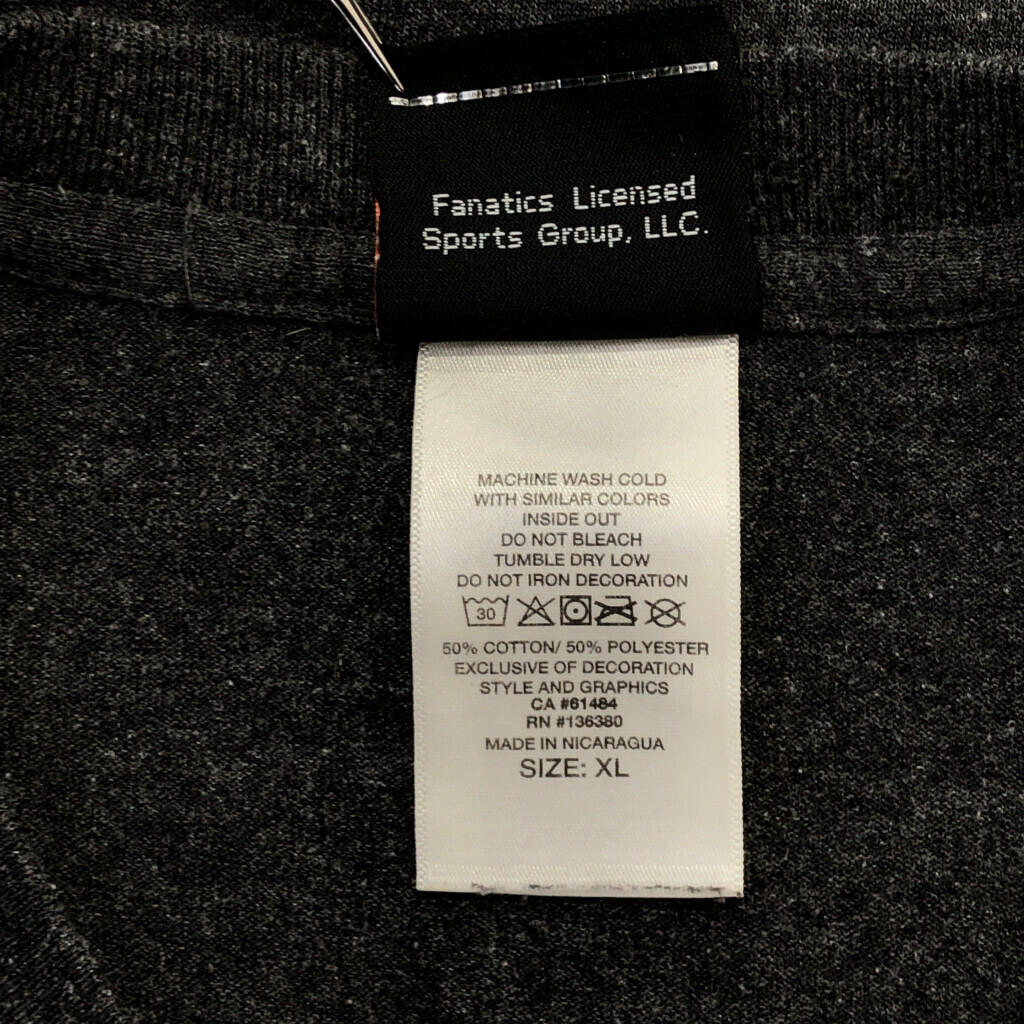 Fanatics Licensed
Sports Group, LLC.
MACHINE WASH COLD
WITH SIMILAR COLORS
INSIDE OUT
DO NOT BLEACH
TUMBLE DRY LOW
DO NOT IRON DECORATION
30
50% COTTON/ 50% POLYESTER
EXCLUSIVE OF DECORATION
STYLE AND GRAPHICS
CA #61484
RN #136380
MADE IN NICARAGUA
SIZE: XL